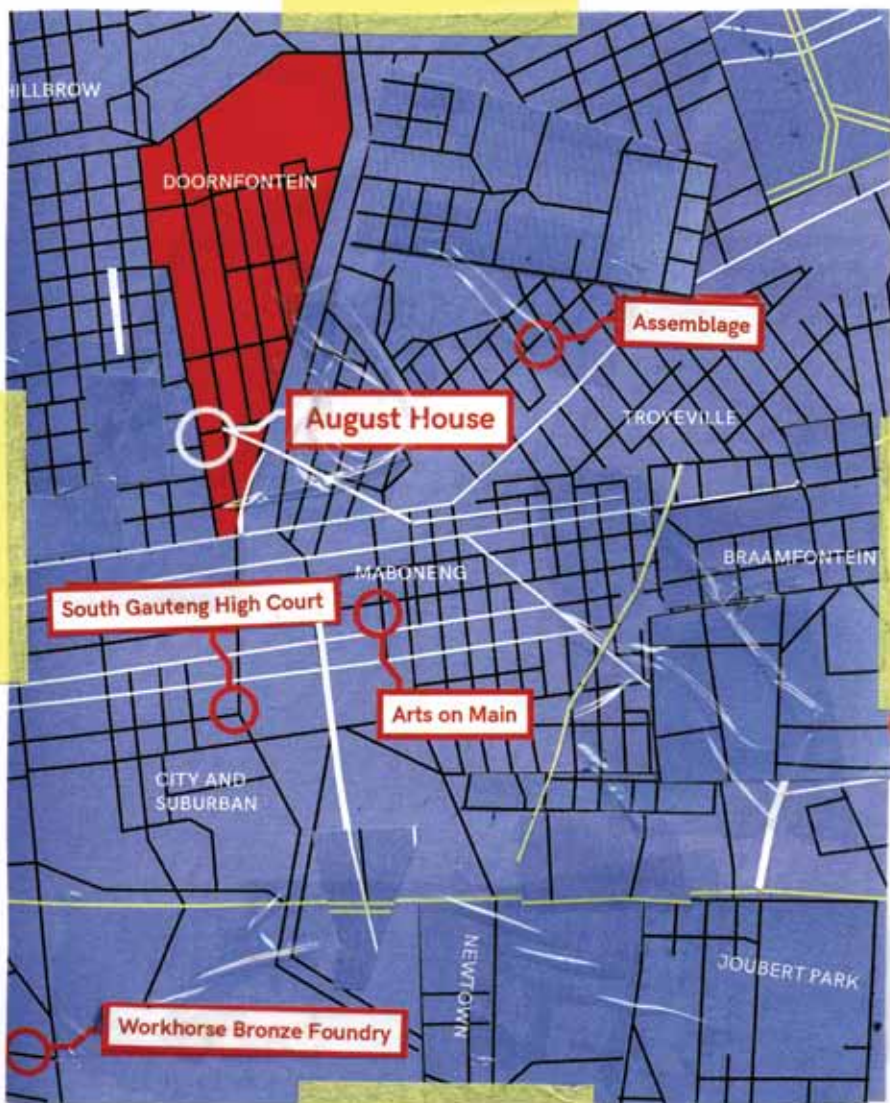 HILLBROW
DOORNFONTEIN
Assemblage
August House
TROYEVILLE
BRAAMFONTEIN
MABONENG
South Gauteng High Court
Arts on Main
CITY AND
SUBURBAN
NEWTOWN
JOUBERT PARK
Workhorse Bronze Foundry